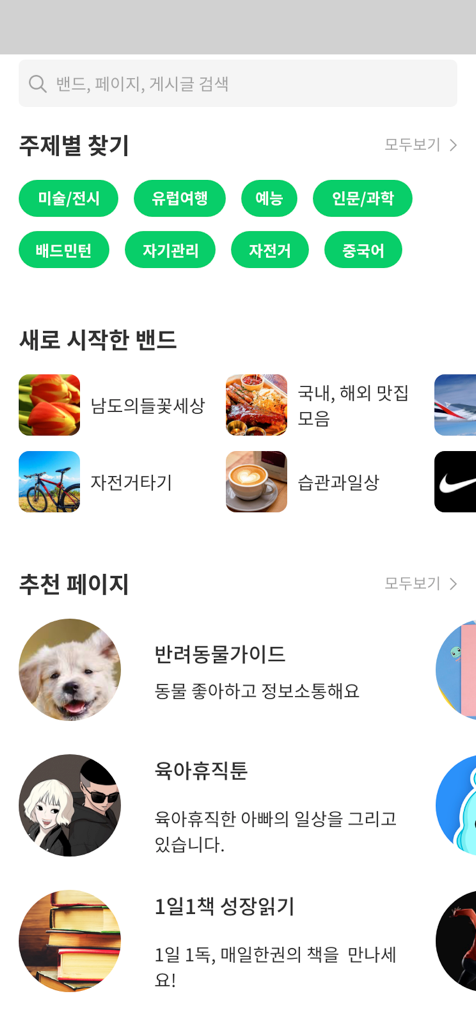 밴드, 페이지, 게시글 검색
주제별 찾기
모두보기
미술/전시
유럽여행
예능
인문/과학
배드민턴
자기관리
자전거
중국어
새로 시작한 밴드
남도의들꽃세상
국내, 해외 맛집
모음
자전거타기
습관과일상
추천 페이지
모두보기
반려동물가이드
동물 좋아하고 정보소통해요
육아휴직툰
육아휴직한 아빠의 일상을 그리고
있습니다.
1일1책 성장읽기
1일 1독, 매일한권의 책을  만나세
요!